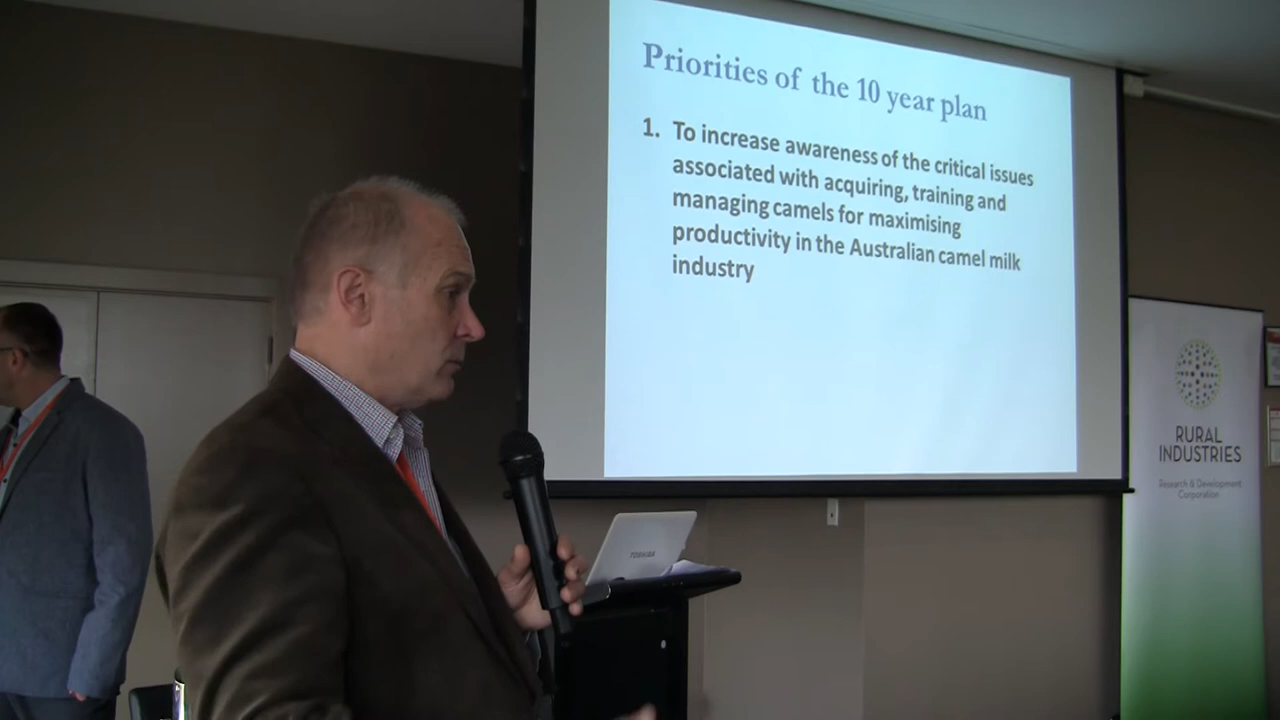 Priorities of the 10 year plan
1. To increase awareness of the critical issues
associated with acquiring, training and
managing camels for maximising
productivity in the Australian camel milk
industry
TOSHIBA
RURAL
INDUSTRIES
Research & Development
Corporation